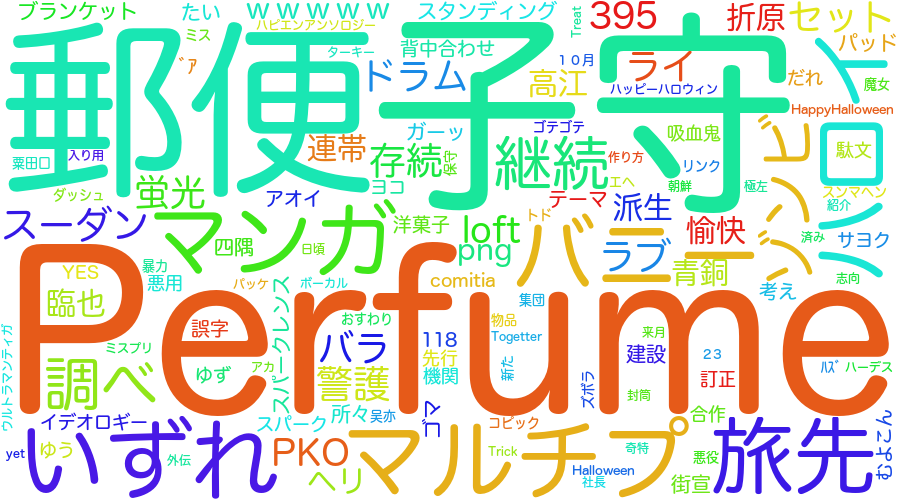 ブランケット
たい
wwwww
スタンディング
Treat
395
折原
セット
ミス
ハピエンアンソロジー
ターキー
背中合わせ
10月
ライ
パッド
ドラム
高江
だれ
魔女
ハッピーハロウィン
HappyHalloween
郵便
子
守
ハロ
ガーッ
ゴテゴテ
吸血鬼
駄文
栗田口
入り用
連帯
存続
保守
継続
作り方
リンク
ダッシュ
蛍光
アオイ
ヨコ
エヘ
朝鮮
極左
スンマヘン
テーマ
派生
紹介
スーダン
マンガ
洋菓子
loft
トド
バニラ
ラブ
愉快
済み
サヨク
四隅
日頃
png
YES
暴力
悪用
パッケ
ボーカル
comitia
青銅
考え
志向
臨也
スパークレンス
集団
Perfume
ウルトラマンティガ
誤字
おすわり
118
物品
Togetter
来月
ミスプリ
バラ
先行
建設
23
ハーデス
調べ
ゆず
アカ
警護
機関
新た
ズボラ
訂正
封筒
イデオロギー
スパーク
所々
呉亦
ゴマ
コピック
合作
むよこん
yet
ゆう
いずれ
外伝
PKO
ヘリ
マルチプ
Trick
Halloween
社長
奇特
悪役
街宣
旅先